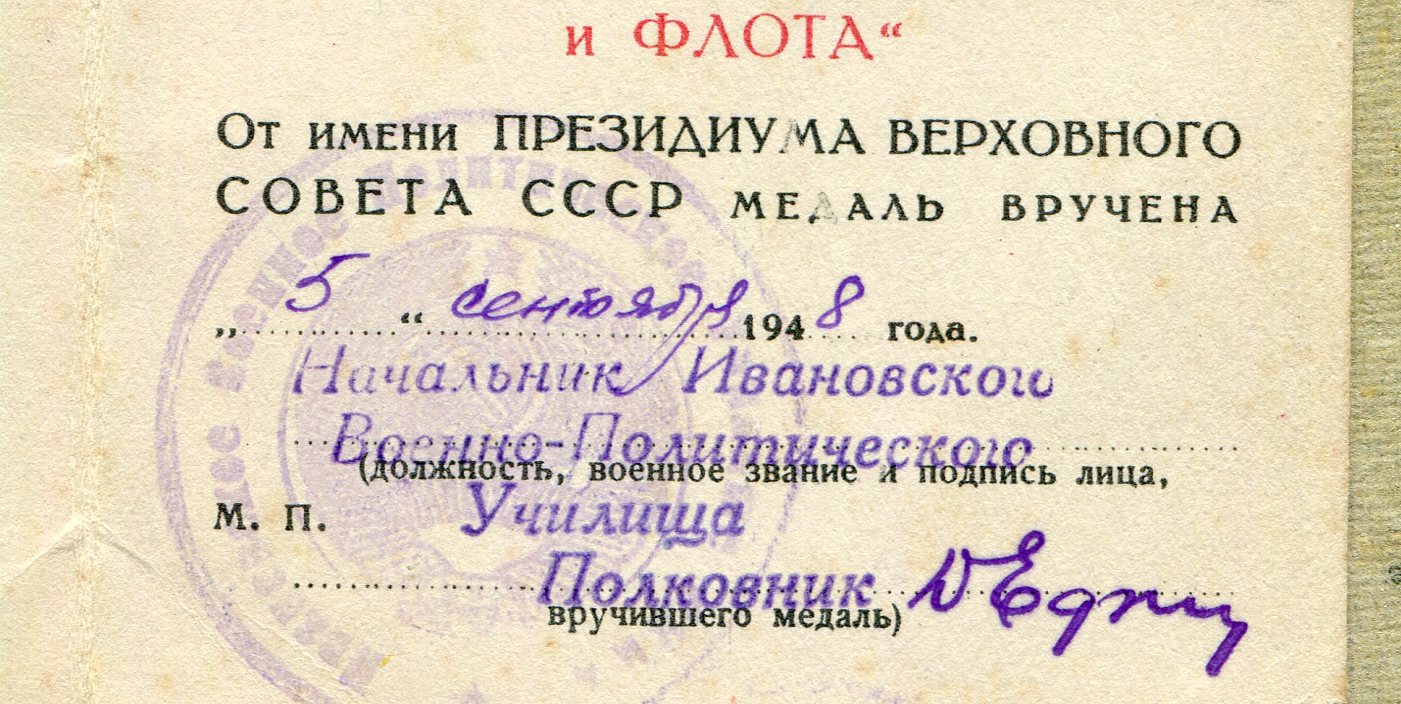 и ФЛОТА“
От имени ПРЕЗИДИУМА ВЕРХОВНОГО
СОВЕТА СССР МЕДАЛЬ ВРУЧЕНА
„ 5 “ сентября 1948 года.
Начальник Ивановского
Военно-Политического
(должность, военное звание и подпись лица,
М. П. Училища
Полковник
вручившего медаль)